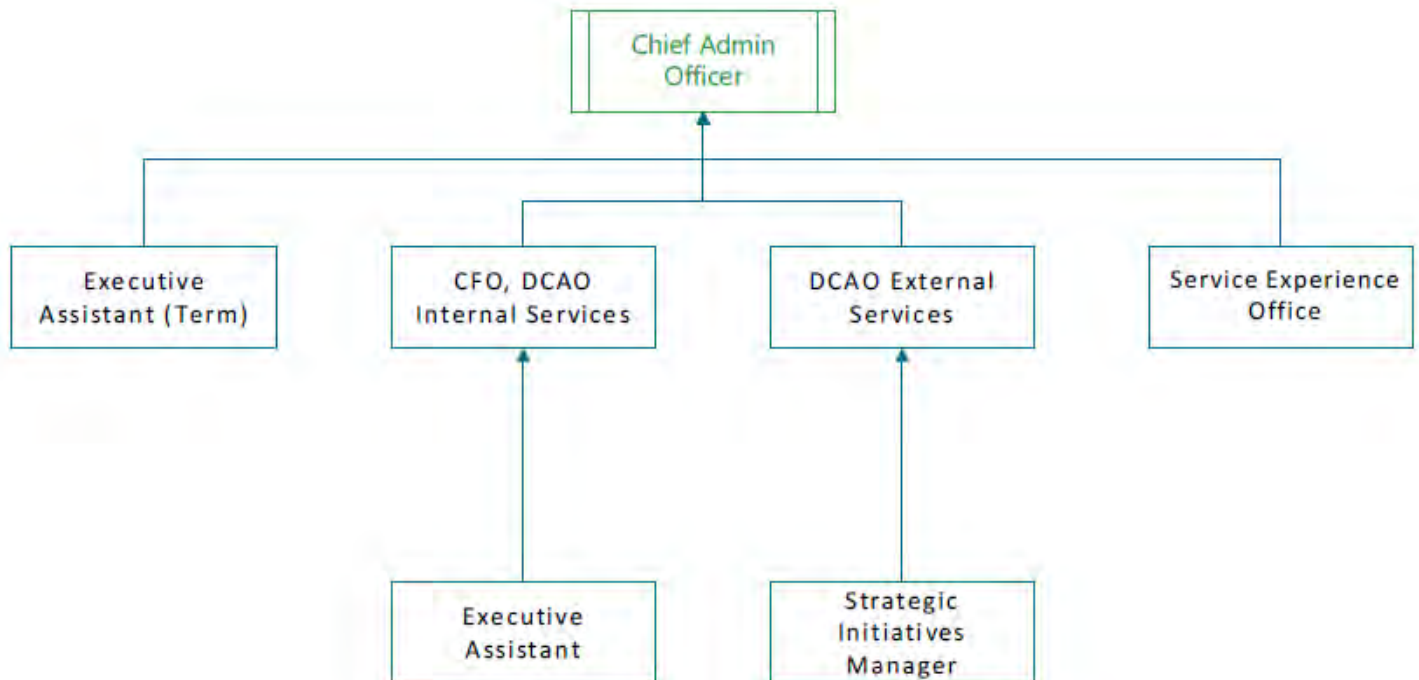 Chief Admin
Officer
Executive
Assistant (Term)
CFO, DCAO
Internal Services
DCAO External
Services
Service Experience
Office
Executive
Assistant
Strategic
Initiatives
Manager